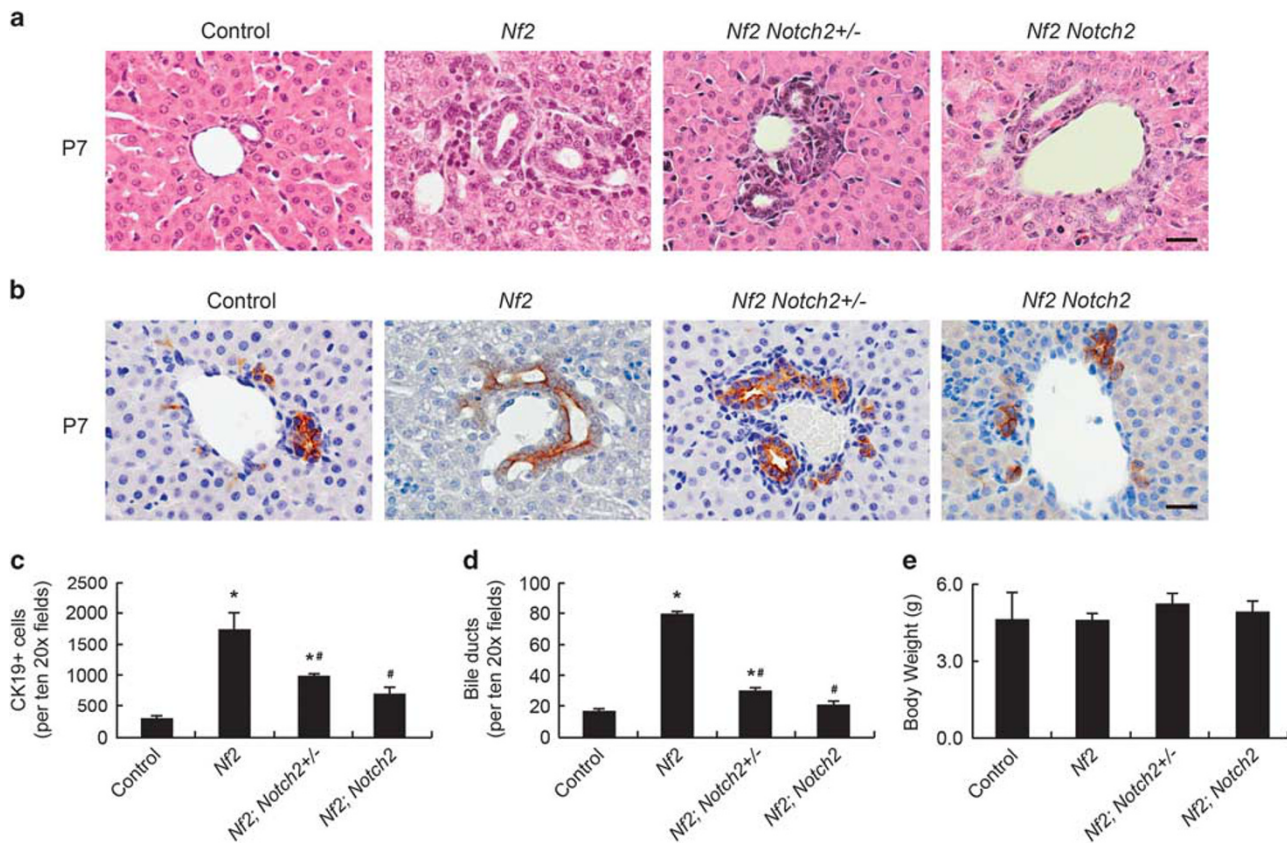 a
Control Nf2 Nf2 Notch2+/- Nf2 Notch2
P7
b
Control Nf2 Nf2 Notch2+/- Nf2 Notch2
P7
c
CK19+ cells
(per ten 20x fields)
2500
2000
1500
1000
500
0
*
*#
#
Control
Nf2
Nf2; Notch2+/-
Nf2; Notch2
d
Bile ducts
(per ten 20x fields)
100
80
60
40
20
0
*
*#
#
Control
Nf2
Nf2; Notch2+/-
Nf2; Notch2
e
Body Weight (g)
6.0
3.0
0.0
Control
Nf2
Nf2; Notch2+/-
Nf2; Notch2